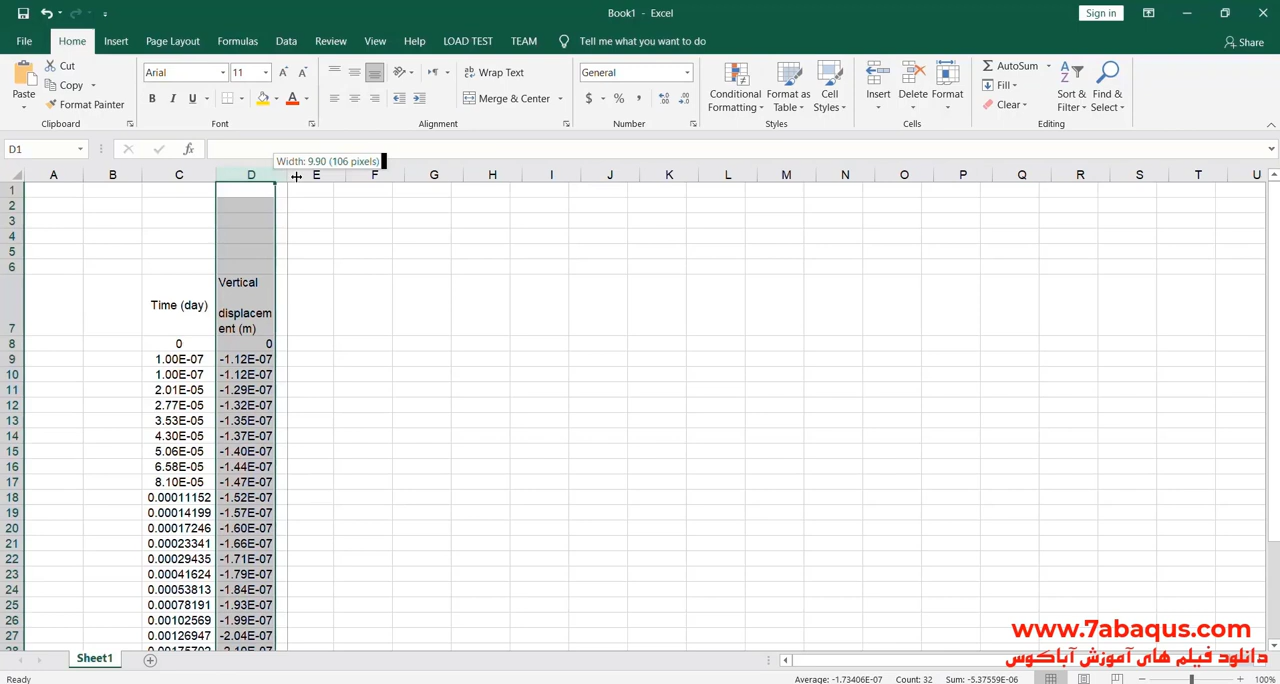 Book1 - Excel
Sign in
File Home Insert Page Layout Formulas Data Review View Help LOAD TEST TEAM Tell me what you want to do Share
Paste
Cut
Copy
Format Painter
Clipboard
Arial 11
B I U
Font
Wrap Text
Merge & Center
Alignment
General
$ % ,
Number
Conditional Formatting
Format as Table
Cell Styles
Styles
Insert Delete Format
Cells
AutoSum
Fill
Clear
Sort & Filter
Find & Select
Editing
D1 fx
Width: 9.90 (106 pixels)
A B C D E F G H I J K L M N O P Q R S T U
1
2
3
4
5
6
7 Time (day) Vertical
displacem
ent (m)
8 0 0
9 1.00E-07 -1.12E-07
10 1.00E-07 -1.12E-07
11 2.01E-05 -1.29E-07
12 2.77E-05 -1.32E-07
13 3.53E-05 -1.35E-07
14 4.30E-05 -1.37E-07
15 5.06E-05 -1.40E-07
16 6.58E-05 -1.44E-07
17 8.10E-05 -1.47E-07
18 0.00011152 -1.52E-07
19 0.00014199 -1.57E-07
20 0.00017246 -1.60E-07
21 0.00023341 -1.66E-07
22 0.00029435 -1.71E-07
23 0.00041624 -1.79E-07
24 0.00053813 -1.84E-07
25 0.00078191 -1.93E-07
26 0.00102569 -1.99E-07
27 0.00126947 -2.04E-07
www.7abaqus.com
دانلود فیلم های آموزش آباکوس
Sheet1
Ready
Average: -1.73406E-07 Count: 32 Sum: -5.37559E-06
100%